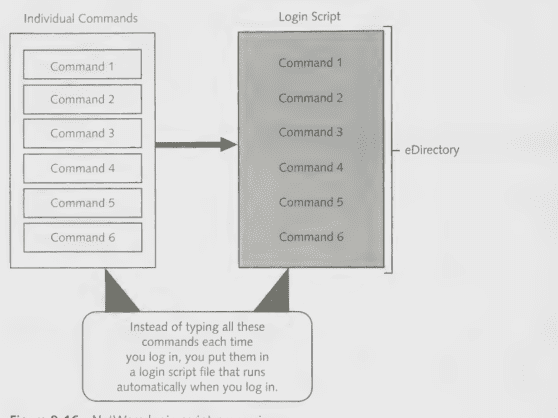 Individual Commands
Login Script
Command 1
Command 2
Command 3
Command 4
Command 5
Command 6
Command 1
Command 2
Command 3
Command 4
Command 5
Command 6
eDirectory
Instead of typing all these
commands each time
you log in, you put them in
a login script file that runs
automatically when you log in.